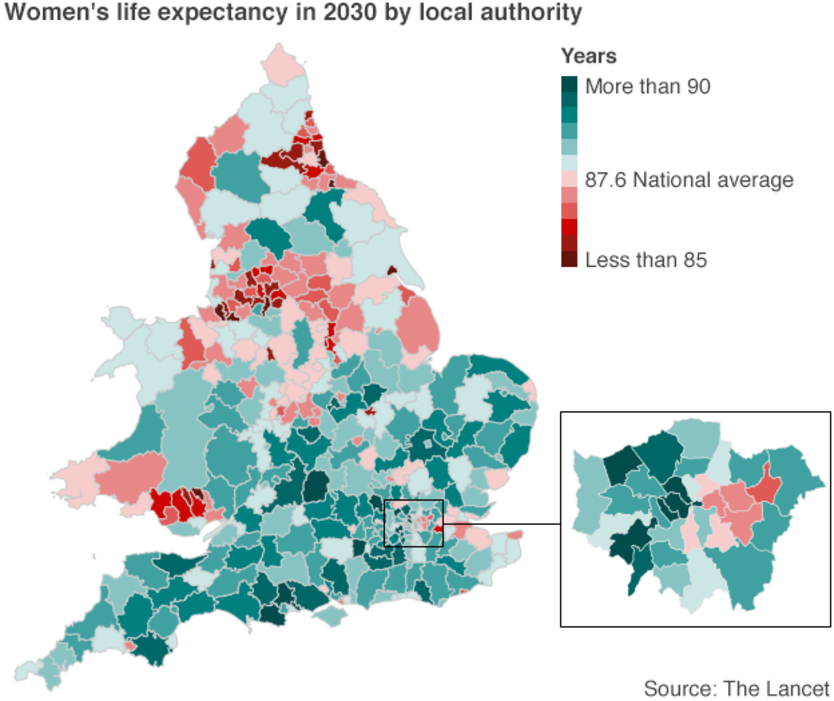 Women's life expectancy in 2030 by local authority
Years
More than 90
87.6 National average
Less than 85
Source: The Lancet